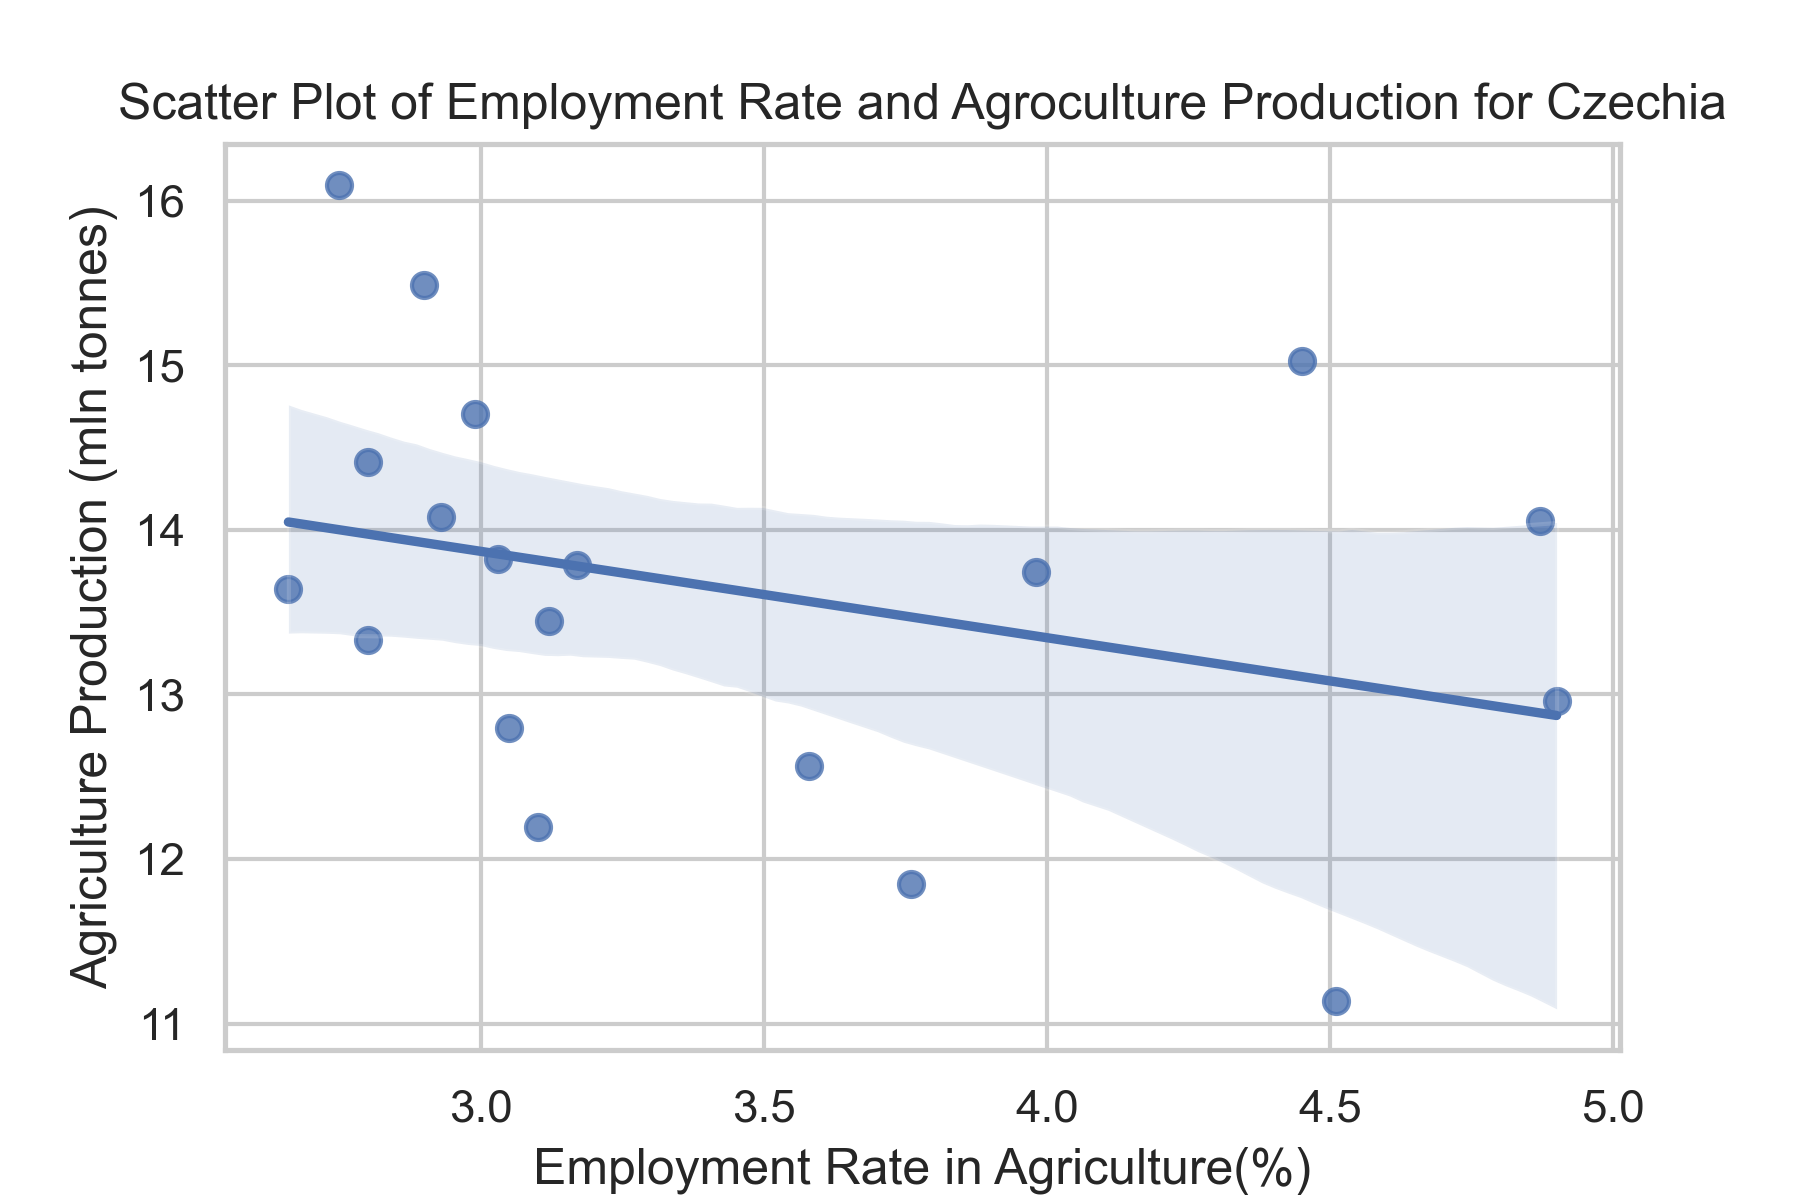 Scatter Plot of Employment Rate and Agroculture Production for Czechia
Agriculture Production (mln tonnes)
16
15
14
13
12
11
3.0 3.5 4.0 4.5 5.0
Employment Rate in Agriculture(%)